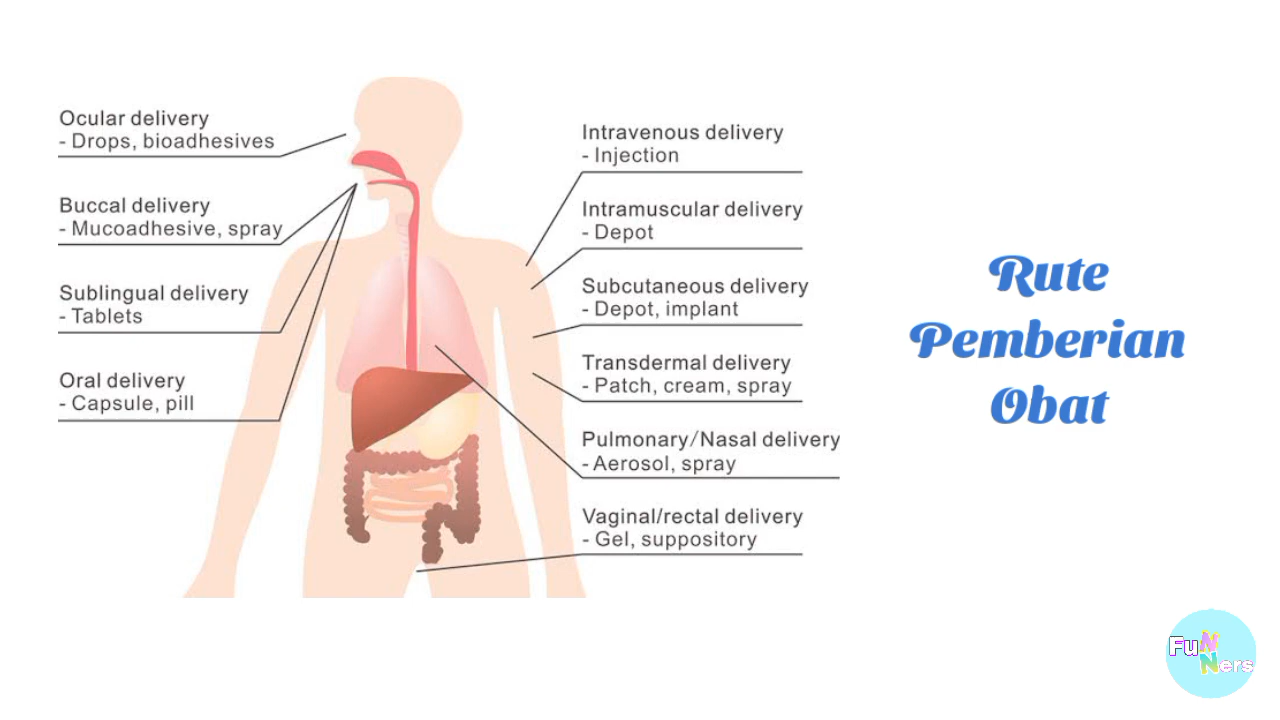 Ocular delivery
- Drops, bioadhesives
Buccal delivery
- Mucoadhesive, spray
Sublingual delivery
- Tablets
Oral delivery
- Capsule, pill
Intravenous delivery
- Injection
Intramuscular delivery
- Depot
Subcutaneous delivery
- Depot, implant
Transdermal delivery
- Patch, cream, spray
Pulmonary/Nasal delivery
- Aerosol, spray
Vaginal/rectal delivery
- Gel, suppository
Rute
Pemberian
Obat
FuN
Ners